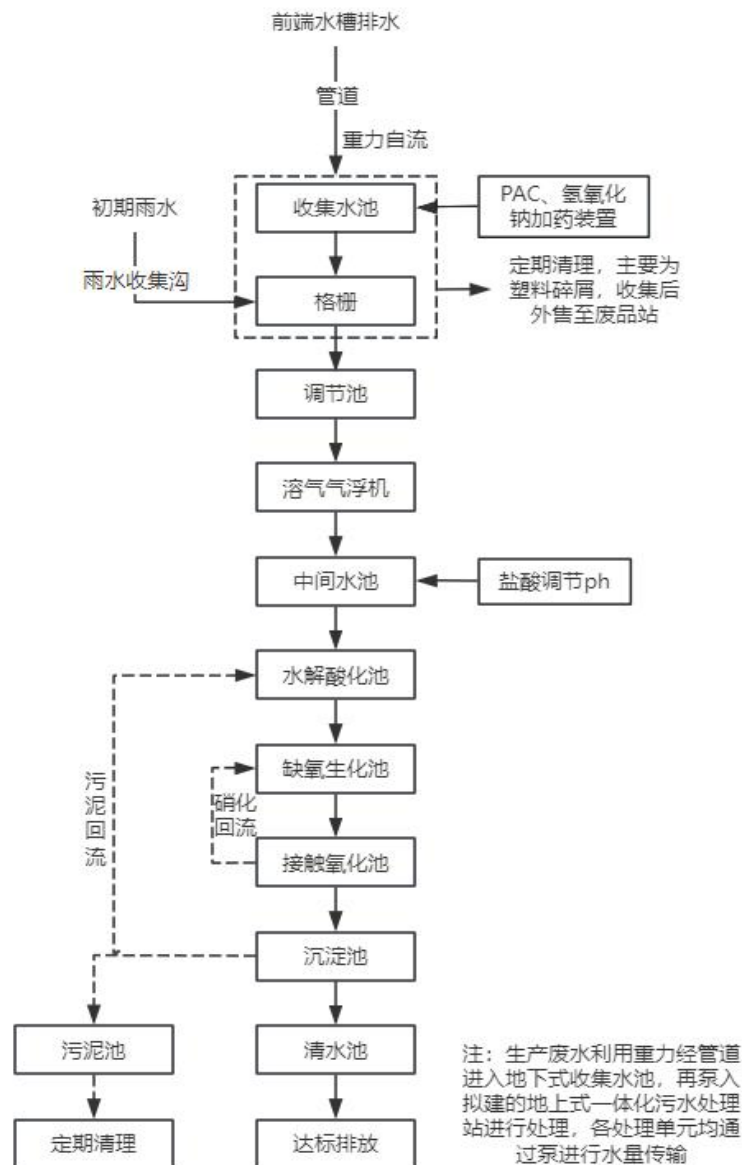 前端水槽排水
管道
重力自流
初期雨水
收集水池
PAC、氢氧化
钠加药装置
雨水收集沟
格栅
定期清理，主要为
塑料碎屑，收集后
外售至废品站
调节池
溶气气浮机
中间水池
盐酸调节ph
水解酸化池
污
泥
回
流
缺氧生化池
硝化
回流
接触氧化池
沉淀池
污泥池
清水池
定期清理
达标排放
注：生产废水利用重力经管道
进入地下式收集水池，再泵入
拟建的地上式一体化污水处理
站进行处理，各处理单元均通
过泵进行水量传输